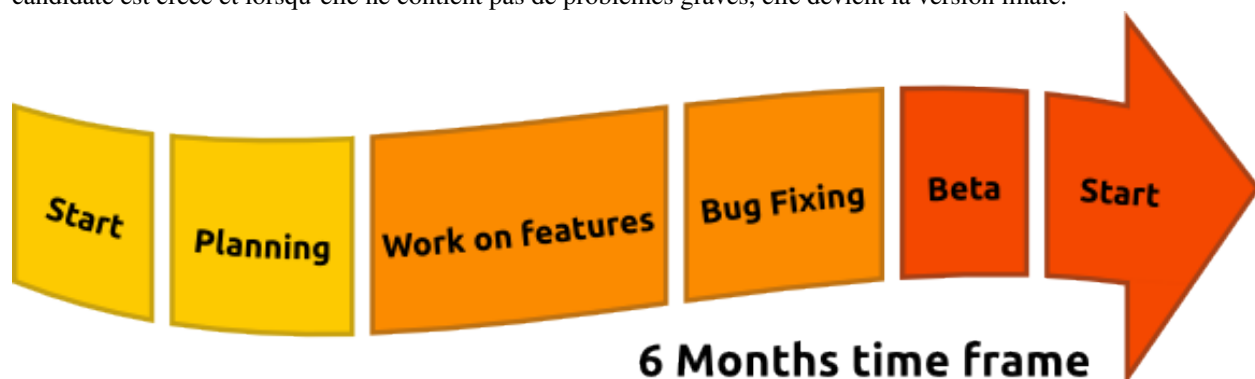 candidate est créée et lorsqu'elle ne contient pas de problèmes graves, elle devient la version finale.
Start
Planning
Work on features
Bug Fixing
Beta
Start
6 Months time frame